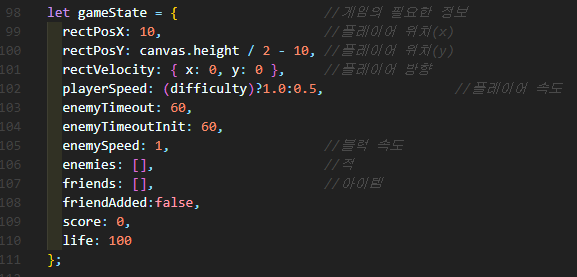 98 let gameState = { //게임의 필요한 정보
99 rectPosX: 10, //플레이어 위치(x)
100 rectPosY: canvas.height / 2 - 10, //플레이어 위치(y)
101 rectVelocity: { x: 0, y: 0 }, //플레이어 방향
102 playerSpeed: (difficulty)?1.0:0.5, //플레이어 속도
103 enemyTimeout: 60,
104 enemyTimeoutInit: 60,
105 enemySpeed: 1, //블럭 속도
106 enemies: [], //적
107 friends: [], //아이템
108 friendAdded:false,
109 score: 0,
110 life: 100
111 };